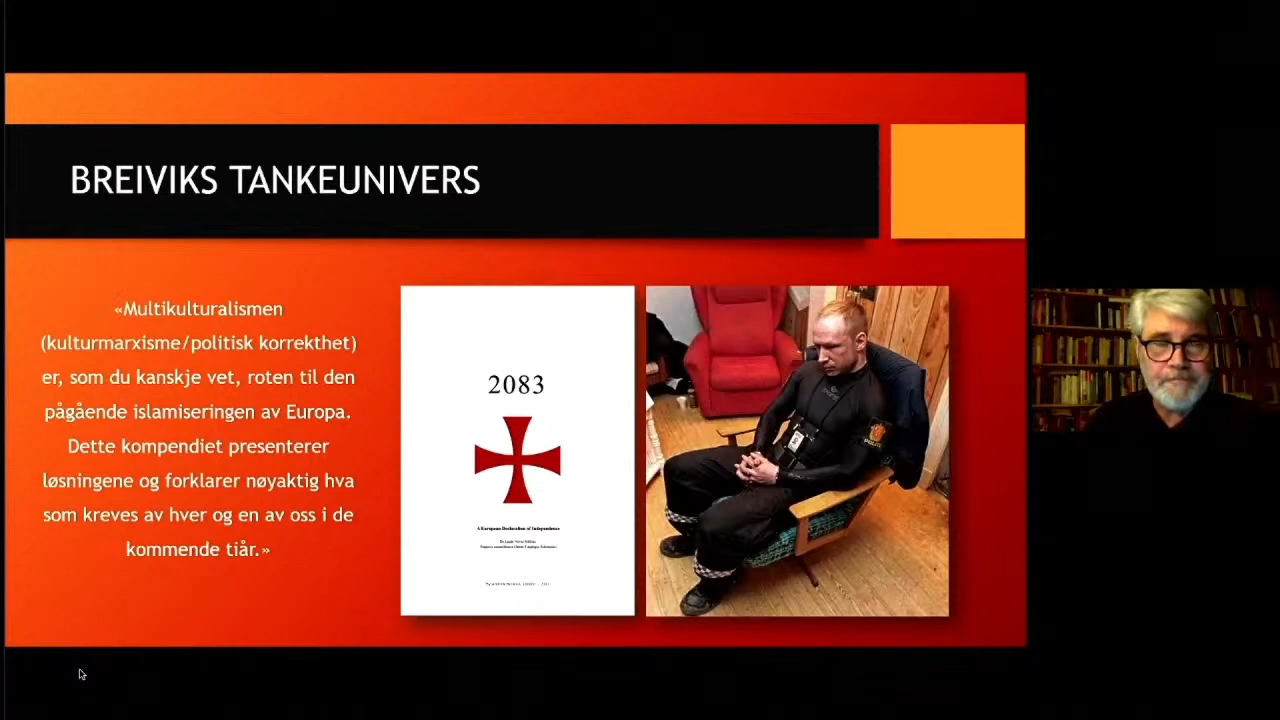 BREIVIKS TANKEUNIVERS
«Multikulturalismen
(kulturmarxisme/politisk korrekthet)
er, som du kanskje vet, roten til den
pågående islamiseringen av Europa.
Dette kompendiet presenterer
løsningene og forklarer nøyaktig hva
som kreves av hver og en av oss i de
kommende tiår.»
2083
A European Declaration of Independence